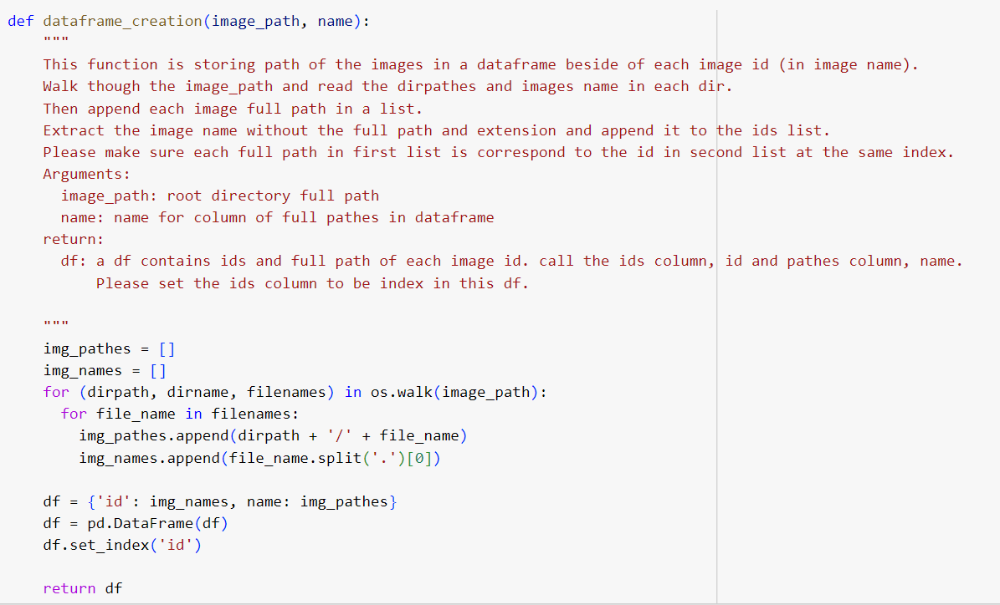 def dataframe_creation(image_path, name):
    """
    This function is storing path of the images in a dataframe beside of each image id (in image name).
    Walk though the image_path and read the dirpathes and images name in each dir.
    Then append each image full path in a list.
    Extract the image name without the full path and extension and append it to the ids list.
    Please make sure each full path in first list is correspond to the id in second list at the same index.
    Arguments:
      image_path: root directory full path
      name: name for column of full pathes in dataframe
    return:
      df: a df contains ids and full path of each image id. call the ids column, id and pathes column, name.
          Please set the ids column to be index in this df.

    """
    img_pathes = []
    img_names = []
    for (dirpath, dirname, filenames) in os.walk(image_path):
      for file_name in filenames:
        img_pathes.append(dirpath + '/' + file_name)
        img_names.append(file_name.split('.')[0])

    df = {'id': img_names, name: img_pathes}
    df = pd.DataFrame(df)
    df.set_index('id')

    return df